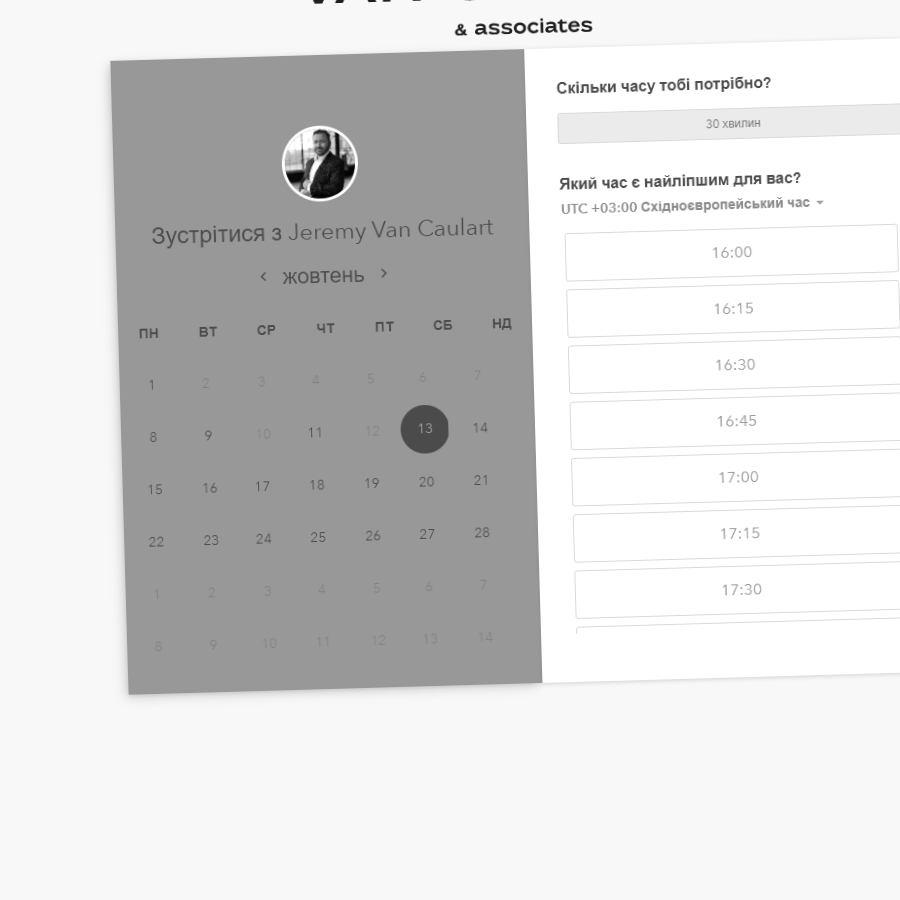 & associates
Зустрітися з Jeremy Van Caulart
жовтень
ПН ВТ СР ЧТ ПТ СБ НД
1 2 3 4 5 6 7
8 9 10 11 12 13 14
15 16 17 18 19 20 21
22 23 24 25 26 27 28
1 2 3 4 5 6 7
8 9 10 11 12 13 14
Скільки часу тобі потрібно?
30 хвилин
Який час є найліпшим для вас?
UTC +03:00 Східноєвропейський час
16:00
16:15
16:30
16:45
17:00
17:15
17:30